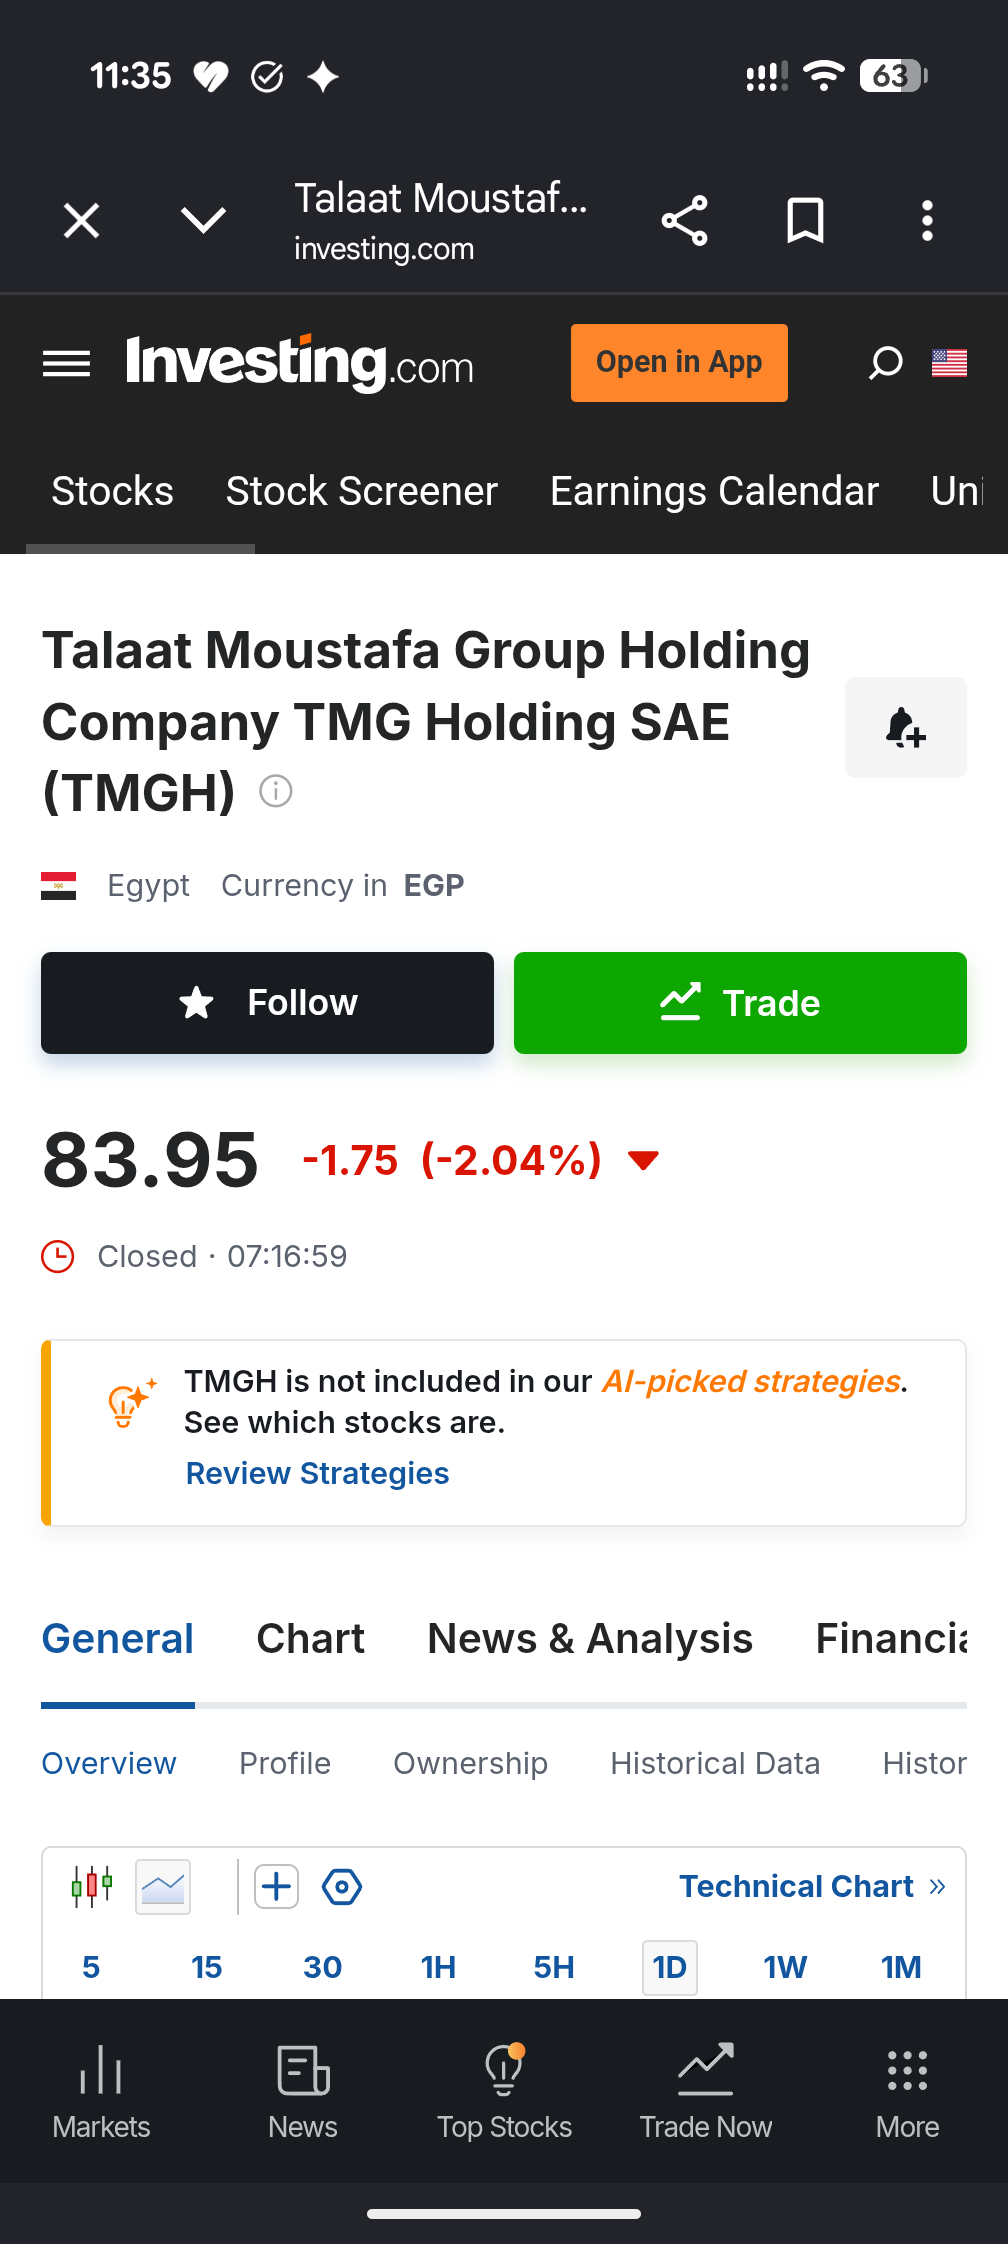 11:35
63
Talaat Moustaf...
investing.com
Investing.com
Open in App
Stocks
Stock Screener
Earnings Calendar
Uni
Talaat Moustafa Group Holding
Company TMG Holding SAE
(TMGH)
Egypt Currency in EGP
Follow
Trade
83.95 -1.75 (-2.04%)
Closed · 07:16:59
TMGH is not included in our AI-picked strategies.
See which stocks are.
Review Strategies
General Chart News & Analysis Financia
Overview Profile Ownership Historical Data Histor
Technical Chart »
5 15 30 1H 5H 1D 1W 1M
Markets News Top Stocks Trade Now More